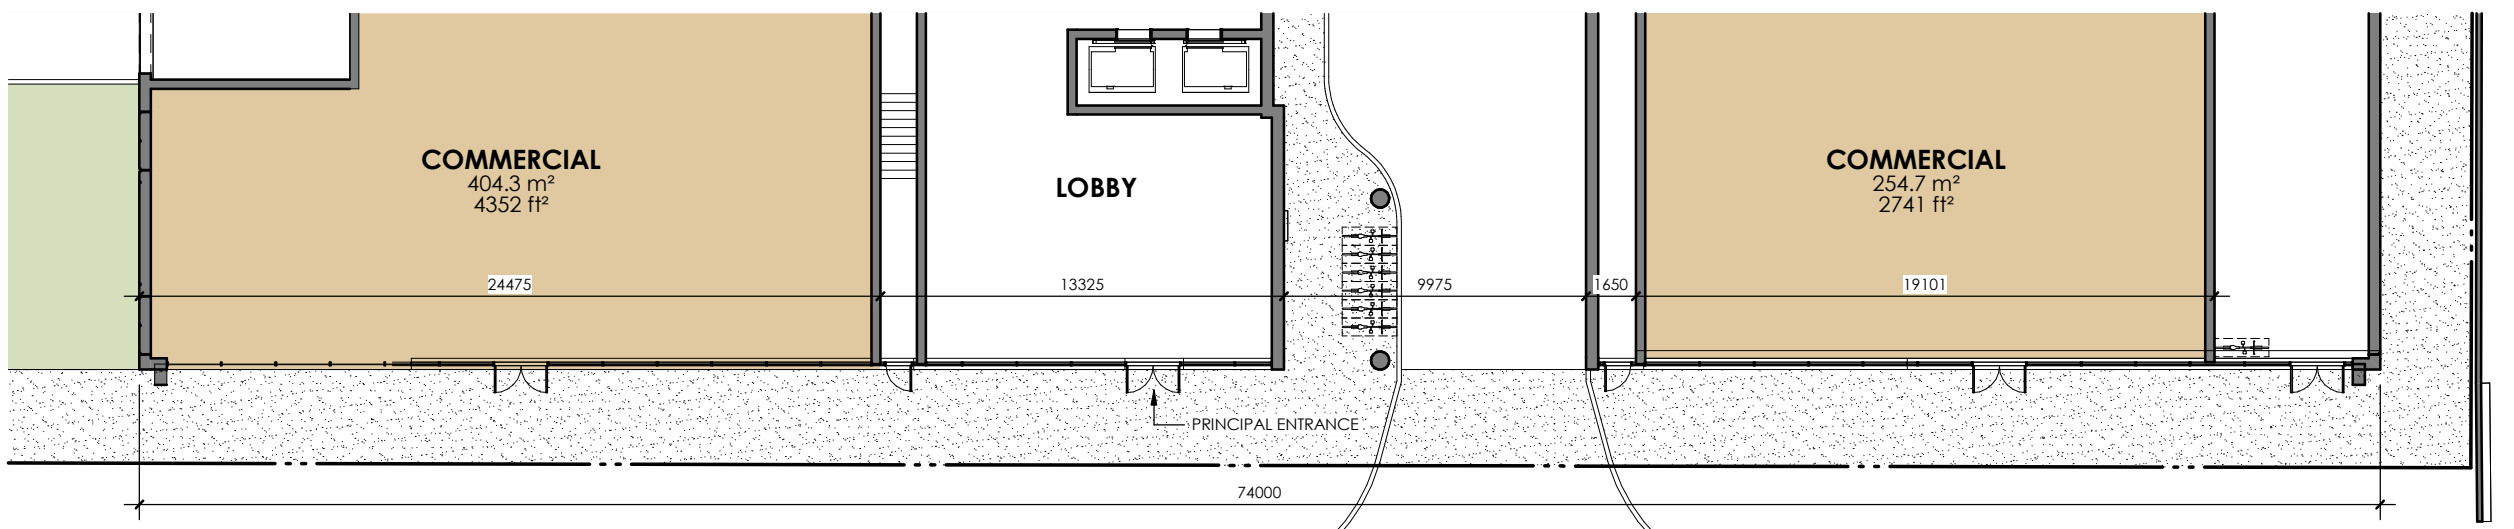 COMMERCIAL
404.3 m²
4352 ft²
LOBBY
COMMERCIAL
254.7 m²
2741 ft²
24475
13325
9975
1650
19101
PRINCIPAL ENTRANCE
74000